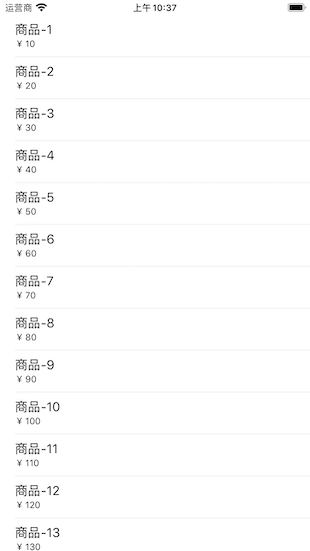 运营商 上午10:37
商品-1
¥ 10
商品-2
¥ 20
商品-3
¥ 30
商品-4
¥ 40
商品-5
¥ 50
商品-6
¥ 60
商品-7
¥ 70
商品-8
¥ 80
商品-9
¥ 90
商品-10
¥ 100
商品-11
¥ 110
商品-12
¥ 120
商品-13
¥ 130